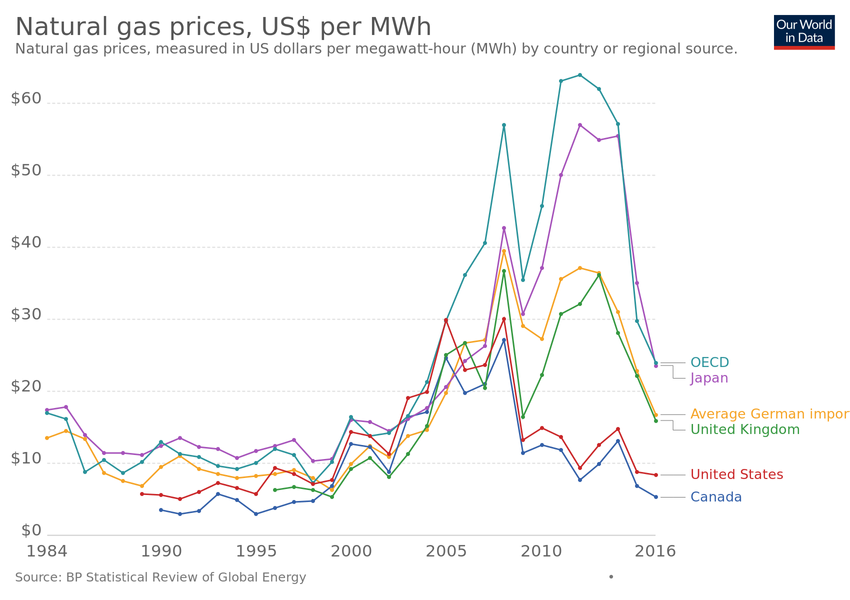 Natural gas prices, US$ per MWh
Natural gas prices, measured in US dollars per megawatt-hour (MWh) by country or regional source.
Our World
in Data
$60
$50
$40
$30
$20
$10
$0
OECD
Japan
Average German impor
United Kingdom
United States
Canada
1984 1990 1995 2000 2005 2010 2016
Source: BP Statistical Review of Global Energy
•